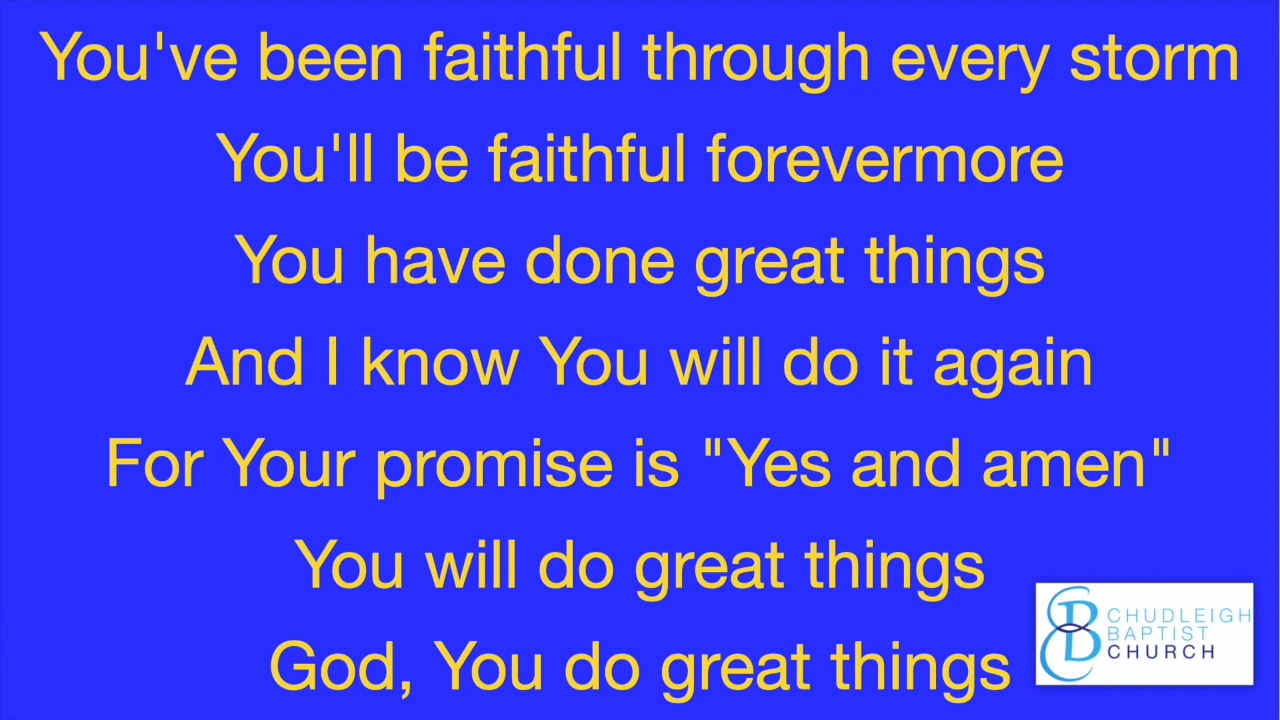 You've been faithful through every storm
You'll be faithful forevermore
You have done great things
And I know You will do it again
For Your promise is "Yes and amen"
You will do great things
God, You do great things
CHUDLEIGH
BAPTIST
CHURCH